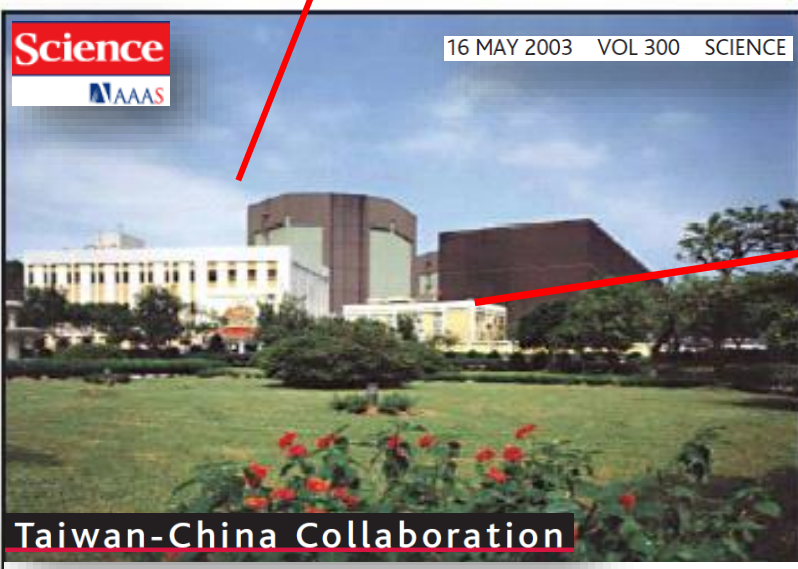 Science
AAAS
16 MAY 2003 VOL 300 SCIENCE
Taiwan-China Collaboration